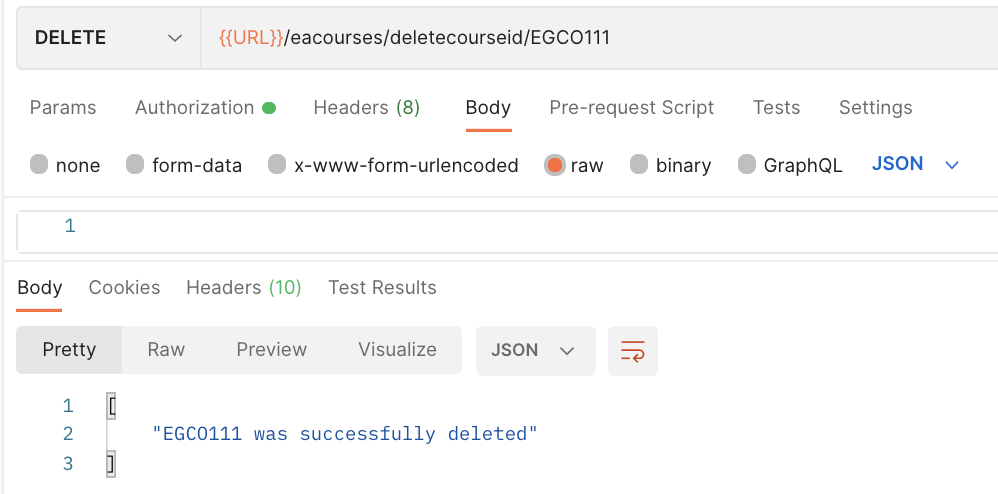 DELETE {{URL}}/eacourses/deletecourseid/EGCO111
Params Authorization Headers (8) Body Pre-request Script Tests Settings
none form-data x-www-form-urlencoded raw binary GraphQL JSON
1
Body Cookies Headers (10) Test Results
Pretty Raw Preview Visualize JSON
1 [
2 "EGCO111 was successfully deleted"
3 ]